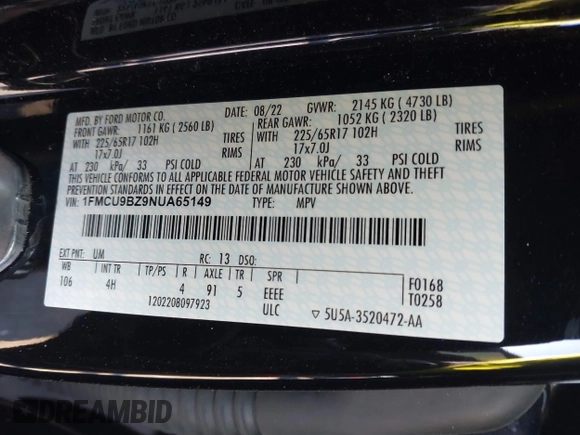 MFD. BY FORD MOTOR CO.
DATE: 08/22 GVWR: 2145 KG ( 4730 LB)
FRONT GAWR: 1161 KG ( 2560 LB)
REAR GAWR: 1052 KG ( 2320 LB)
WITH 225/65R17 102H TIRES
WITH 225/65R17 102H TIRES
17x7.0J RIMS
17x7.0J RIMS
AT 230 kPa/ 33 PSI COLD
AT 230 kPa/ 33 PSI COLD
THIS VEHICLE CONFORMS TO ALL APPLICABLE FEDERAL MOTOR VEHICLE SAFETY AND BUMPER
STANDARDS IN EFFECT ON THE DATE OF MANUFACTURE SHOWN ABOVE.
VIN: 1FMCU9BZ9NUA65149 TYPE: MPV
EXT PNT: UM RC: 13 DSO:
WB INT TR TP/PS R AXLE TR SPR
106 4H 4 91 5 EEEE
F0168
T0258
1202208097923 ULC
▽ 5U5A-3520472-AA
DREAMBID